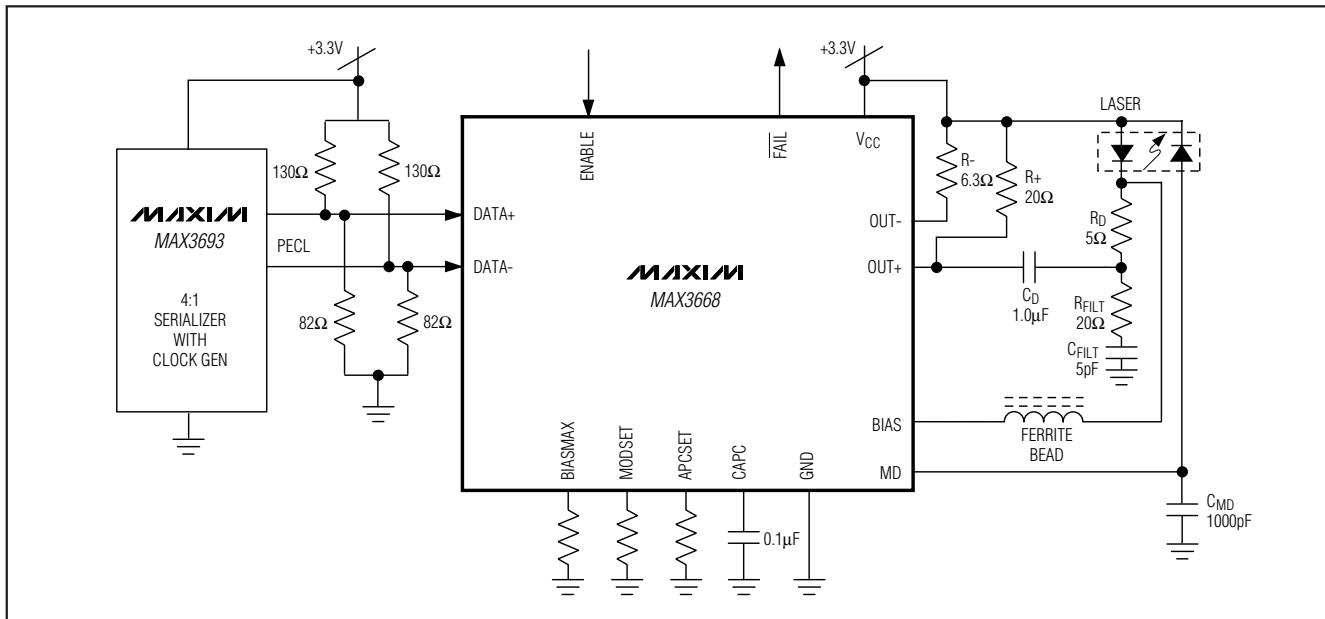 +3.3V
130Ω
130Ω
MAXIM
MAX3693
4:1
SERIALIZER
WITH
CLOCK GEN
PECL
82Ω
82Ω
ENABLE
FAIL
+3.3V
VCC
DATA+
DATA-
MAXIM
MAX3668
OUT-
OUT+
BIAS
MD
BIASMAX
MODSET
APCSET
CAPC
GND
0.1μF
R-
6.3Ω
R+
20Ω
LASER
RD
5Ω
CD
1.0μF
RFILT
20Ω
CFILT
5pF
FERRITE
BEAD
CMD
1000pF